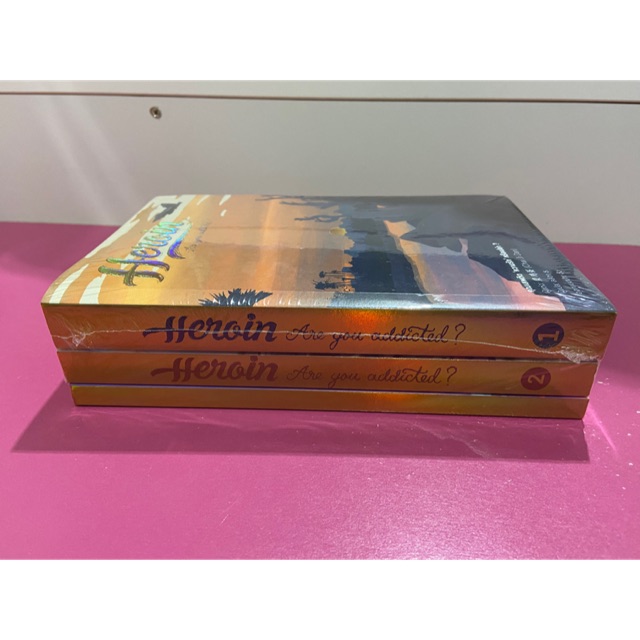 Heroin
Heroin Are you addicted? 1
Heroin Are you addicted? 2